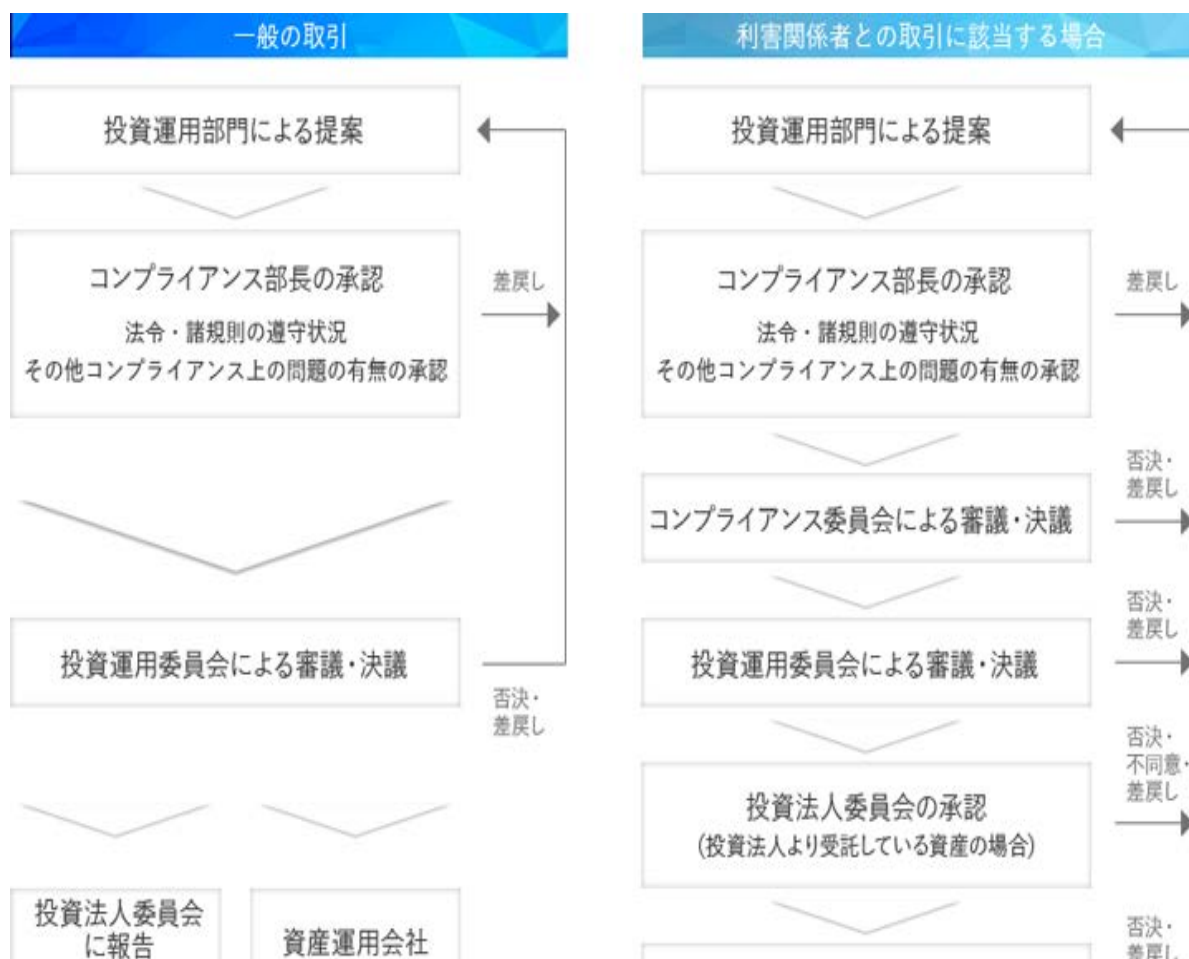 一般の取引
投資運用部門による提案
コンプライアンス部長の承認
法令・諸規則の遵守状況
その他コンプライアンス上の問題の有無の承認
差戻し
投資運用委員会による審議・決議
否決・
差戻し
投資法人委員会
に報告
資産運用会社
利害関係者との取引に該当する場合
投資運用部門による提案
コンプライアンス部長の承認
法令・諸規則の遵守状況
その他コンプライアンス上の問題の有無の承認
差戻し
コンプライアンス委員会による審議・決議
否決・
差戻し
投資運用委員会による審議・決議
否決・
差戻し
投資法人委員会の承認
(投資法人より受託している資産の場合)
否決・
不同意・
差戻し
否決・
差戻し